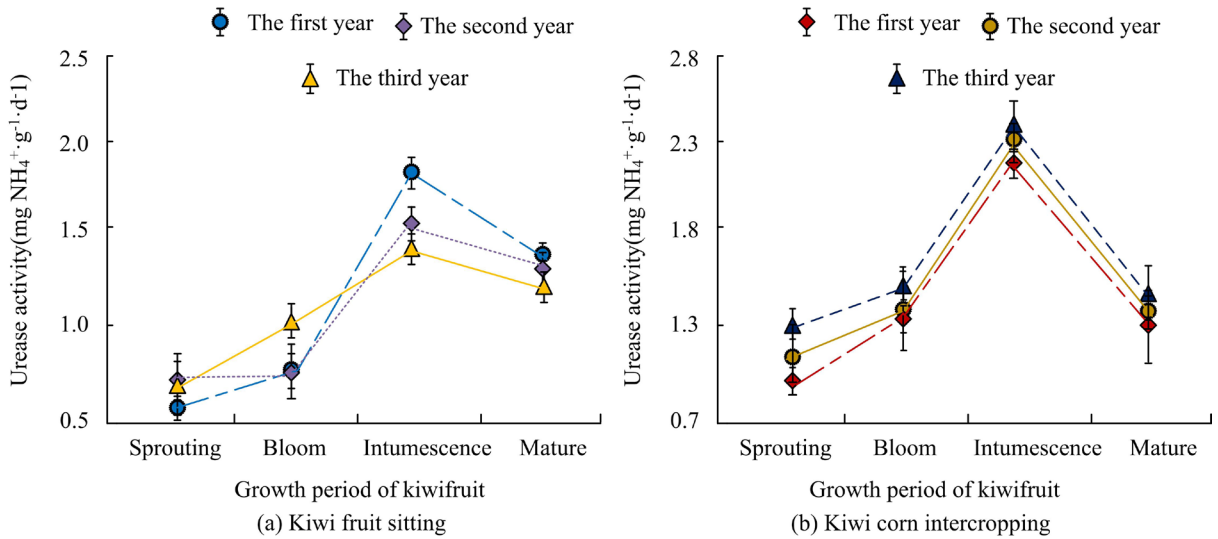 The first year
The second year
The third year
Urease activity(mg NH₄⁺·g⁻¹·d⁻¹)
2.5
2.0
1.5
1.0
0.5
Sprouting
Bloom
Intumescence
Mature
Growth period of kiwifruit
(a) Kiwi fruit sitting
The first year
The second year
The third year
Urease activity(mg NH₄⁺·g⁻¹·d⁻¹)
2.8
2.3
1.8
1.3
0.7
Sprouting
Bloom
Intumescence
Mature
Growth period of kiwifruit
(b) Kiwi corn intercropping